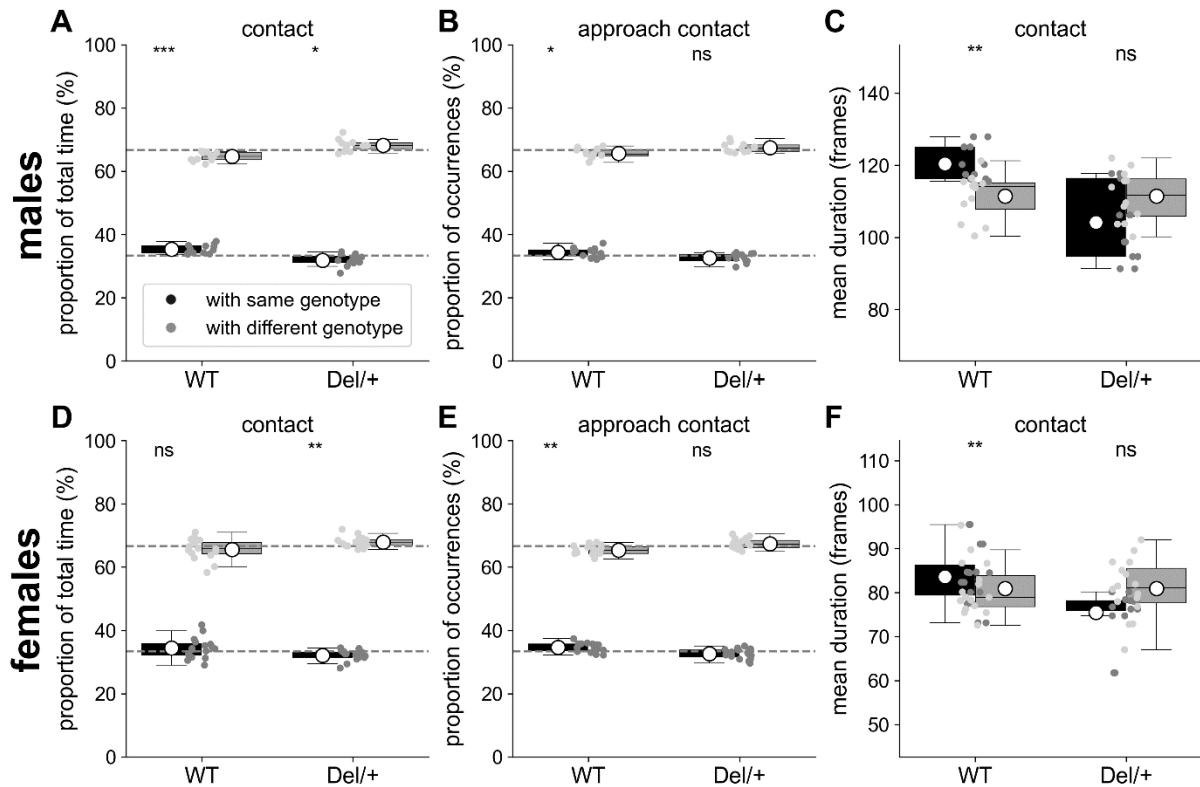 A
contact
B
approach contact
C
contact
males
proportion of total time (%)
100
80
60
40
20
0
***
*
with same genotype
with different genotype
WT
Del/+
proportion of occurrences (%)
100
80
60
40
20
0
*
ns
WT
Del/+
mean duration (frames)
140
120
100
80
**
ns
WT
Del/+
D
contact
E
approach contact
F
contact
females
proportion of total time (%)
100
80
60
40
20
0
ns
**
WT
Del/+
proportion of occurrences (%)
100
80
60
40
20
0
**
ns
WT
Del/+
mean duration (frames)
110
100
90
80
70
60
50
**
ns
WT
Del/+